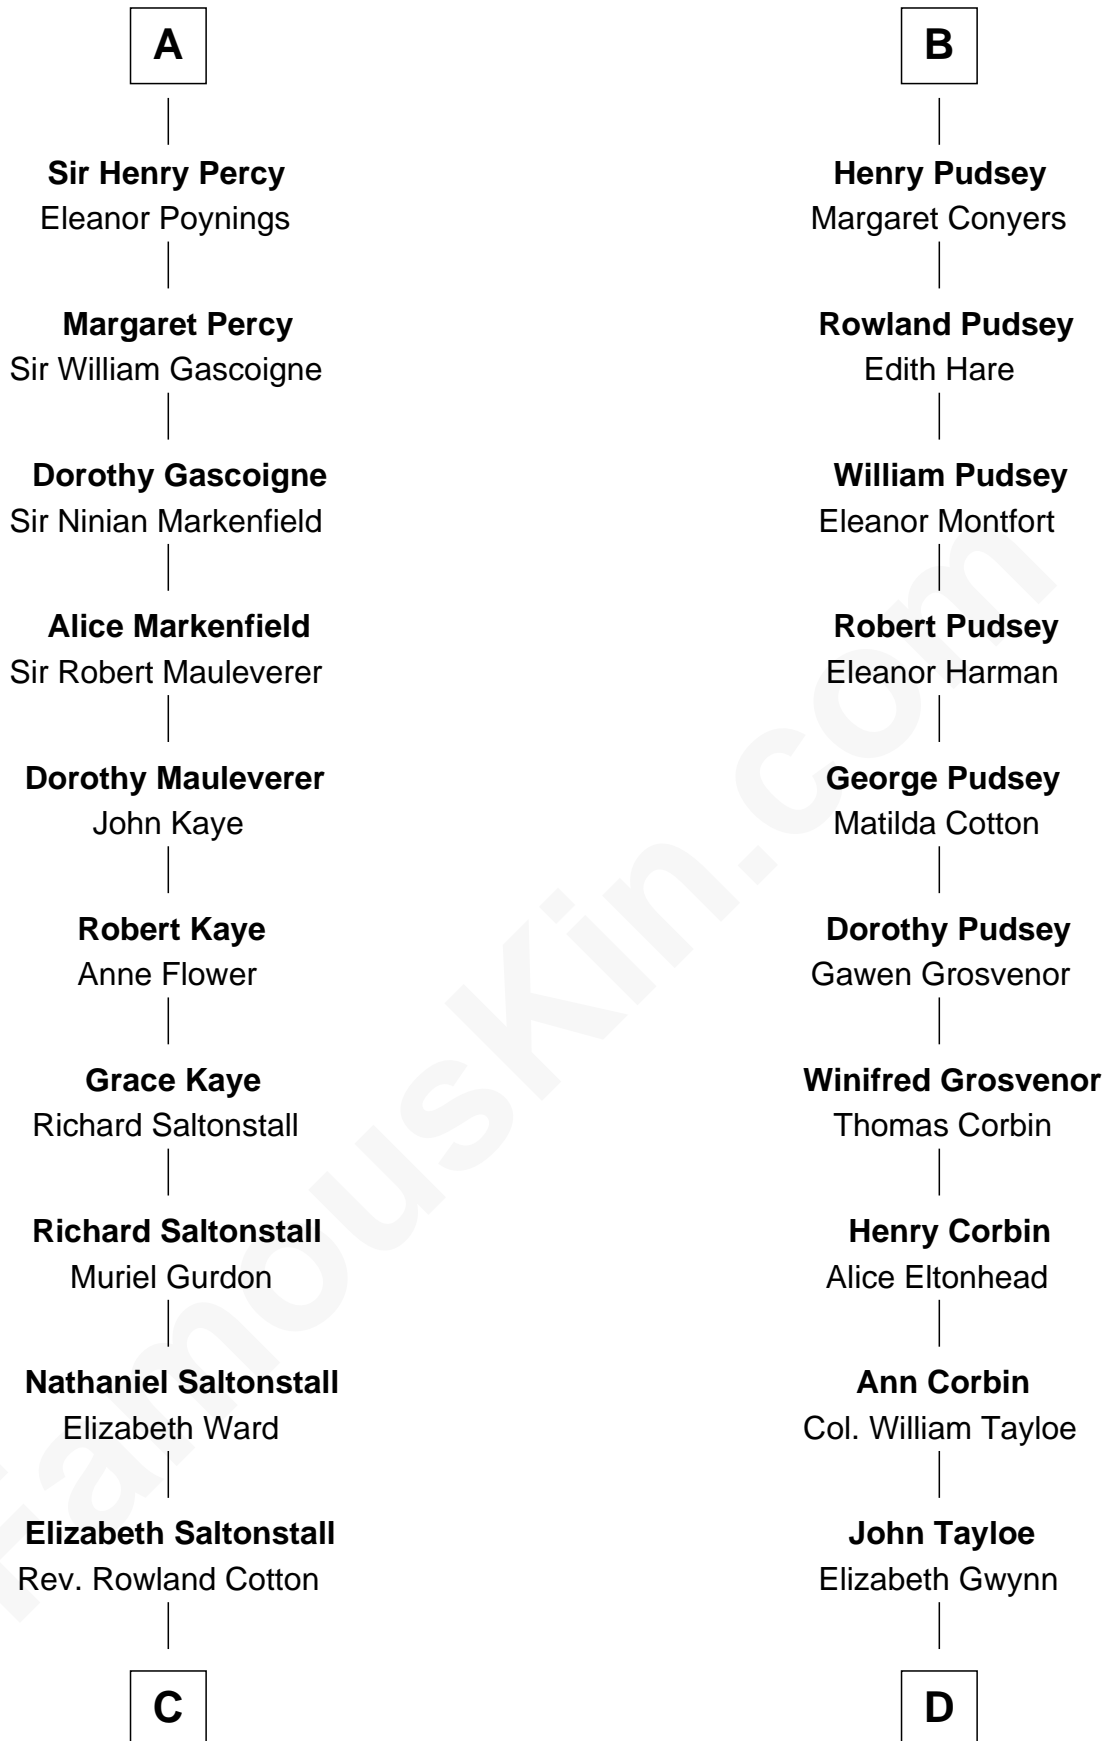 A
Sir Henry Percy
Eleanor Poynings
Margaret Percy
Sir William Gascoigne
Dorothy Gascoigne
Sir Ninian Markenfield
Alice Markenfield
Sir Robert Mauleverer
Dorothy Mauleverer
John Kaye
Robert Kaye
Anne Flower
Grace Kaye
Richard Saltonstall
Richard Saltonstall
Muriel Gurdon
Nathaniel Saltonstall
Elizabeth Ward
Elizabeth Saltonstall
Rev. Rowland Cotton
C
B
Henry Pudsey
Margaret Conyers
Rowland Pudsey
Edith Hare
William Pudsey
Eleanor Montfort
Robert Pudsey
Eleanor Harman
George Pudsey
Matilda Cotton
Dorothy Pudsey
Gawen Grosvenor
Winifred Grosvenor
Thomas Corbin
Henry Corbin
Alice Eltonhead
Ann Corbin
Col. William Tayloe
John Tayloe
Elizabeth Gwynn
D
FamousKin.com